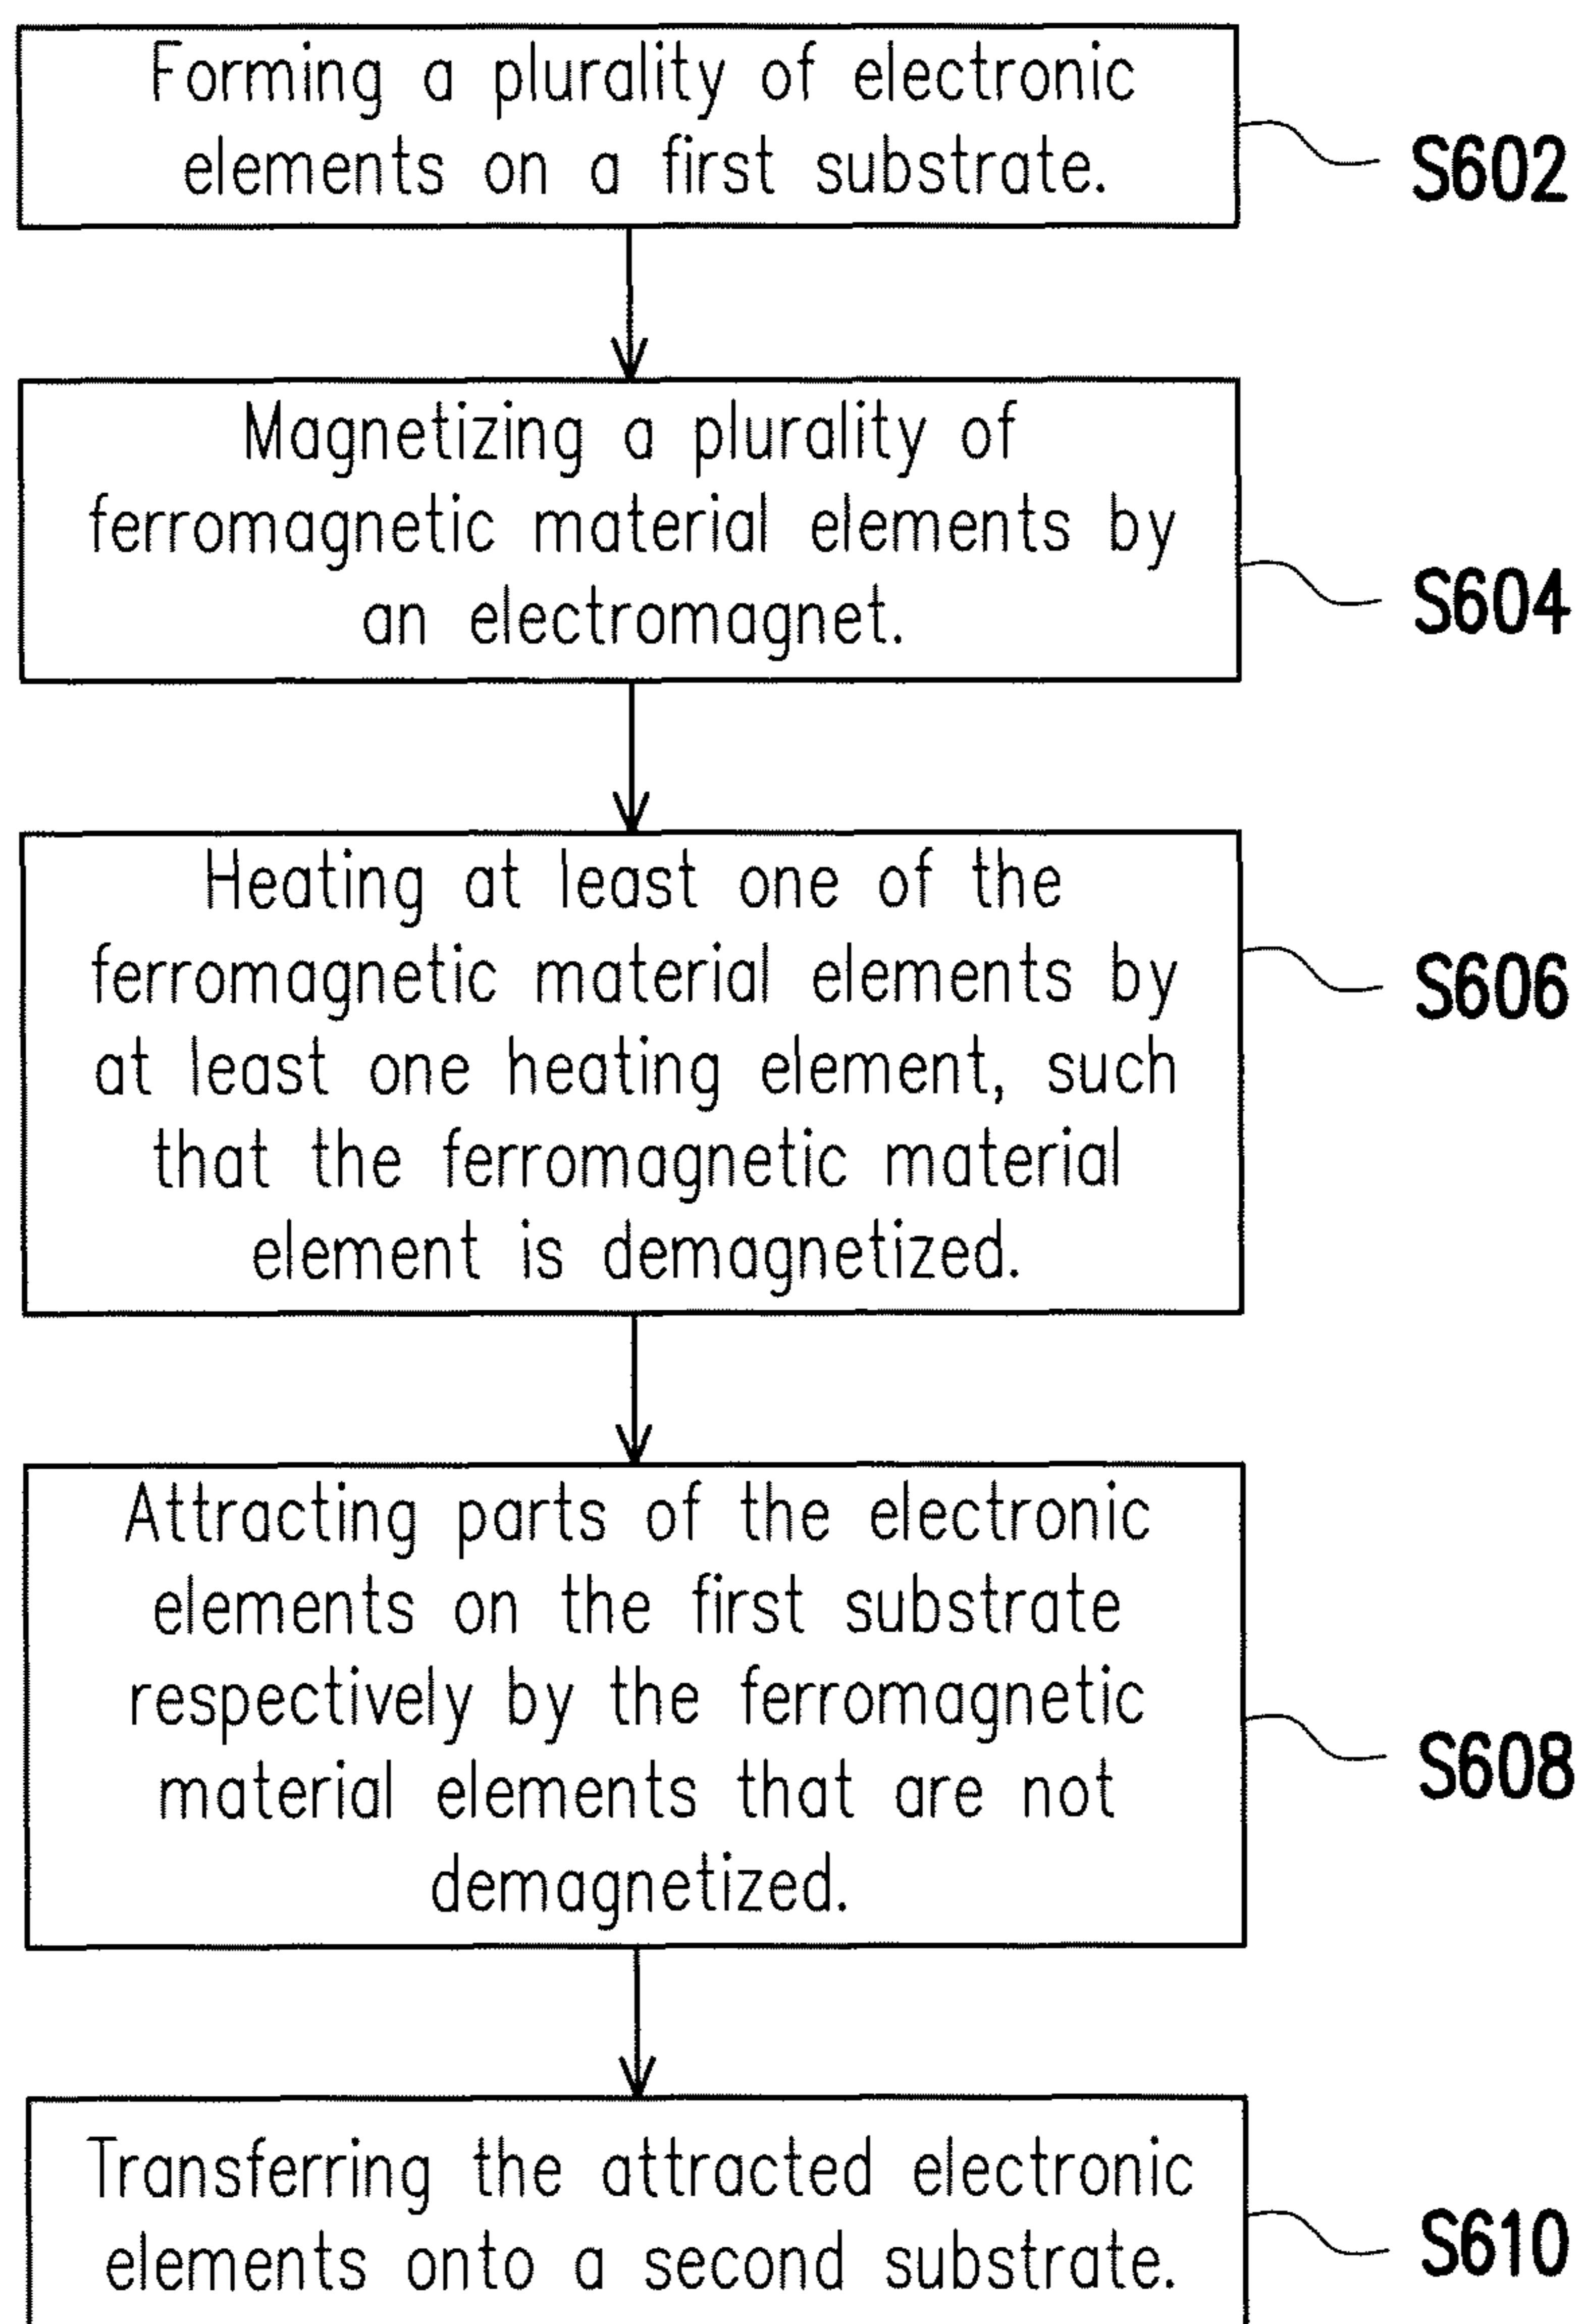 Forming a plurality of electronic
elements on a first substrate.
S602
Magnetizing a plurality of
ferromagnetic material elements by
an electromagnet.
S604
Heating at least one of the
ferromagnetic material elements by
at least one heating element, such
that the ferromagnetic material
element is demagnetized.
S606
Attracting parts of the electronic
elements on the first substrate
respectively by the ferromagnetic
material elements that are not
demagnetized.
S608
Transferring the attracted electronic
elements onto a second substrate.
S610